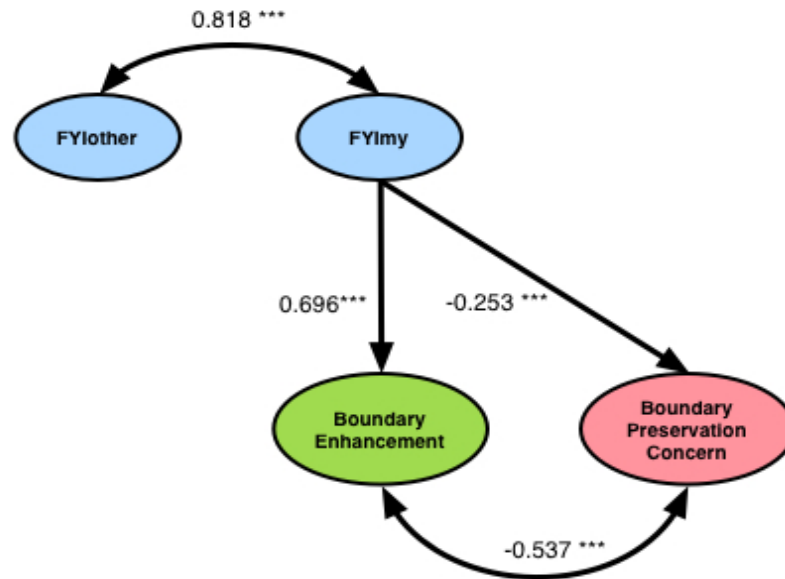 0.818 ***
FYIother
FYImy
0.696***
-0.253 ***
Boundary
Enhancement
Boundary
Preservation
Concern
-0.537 ***